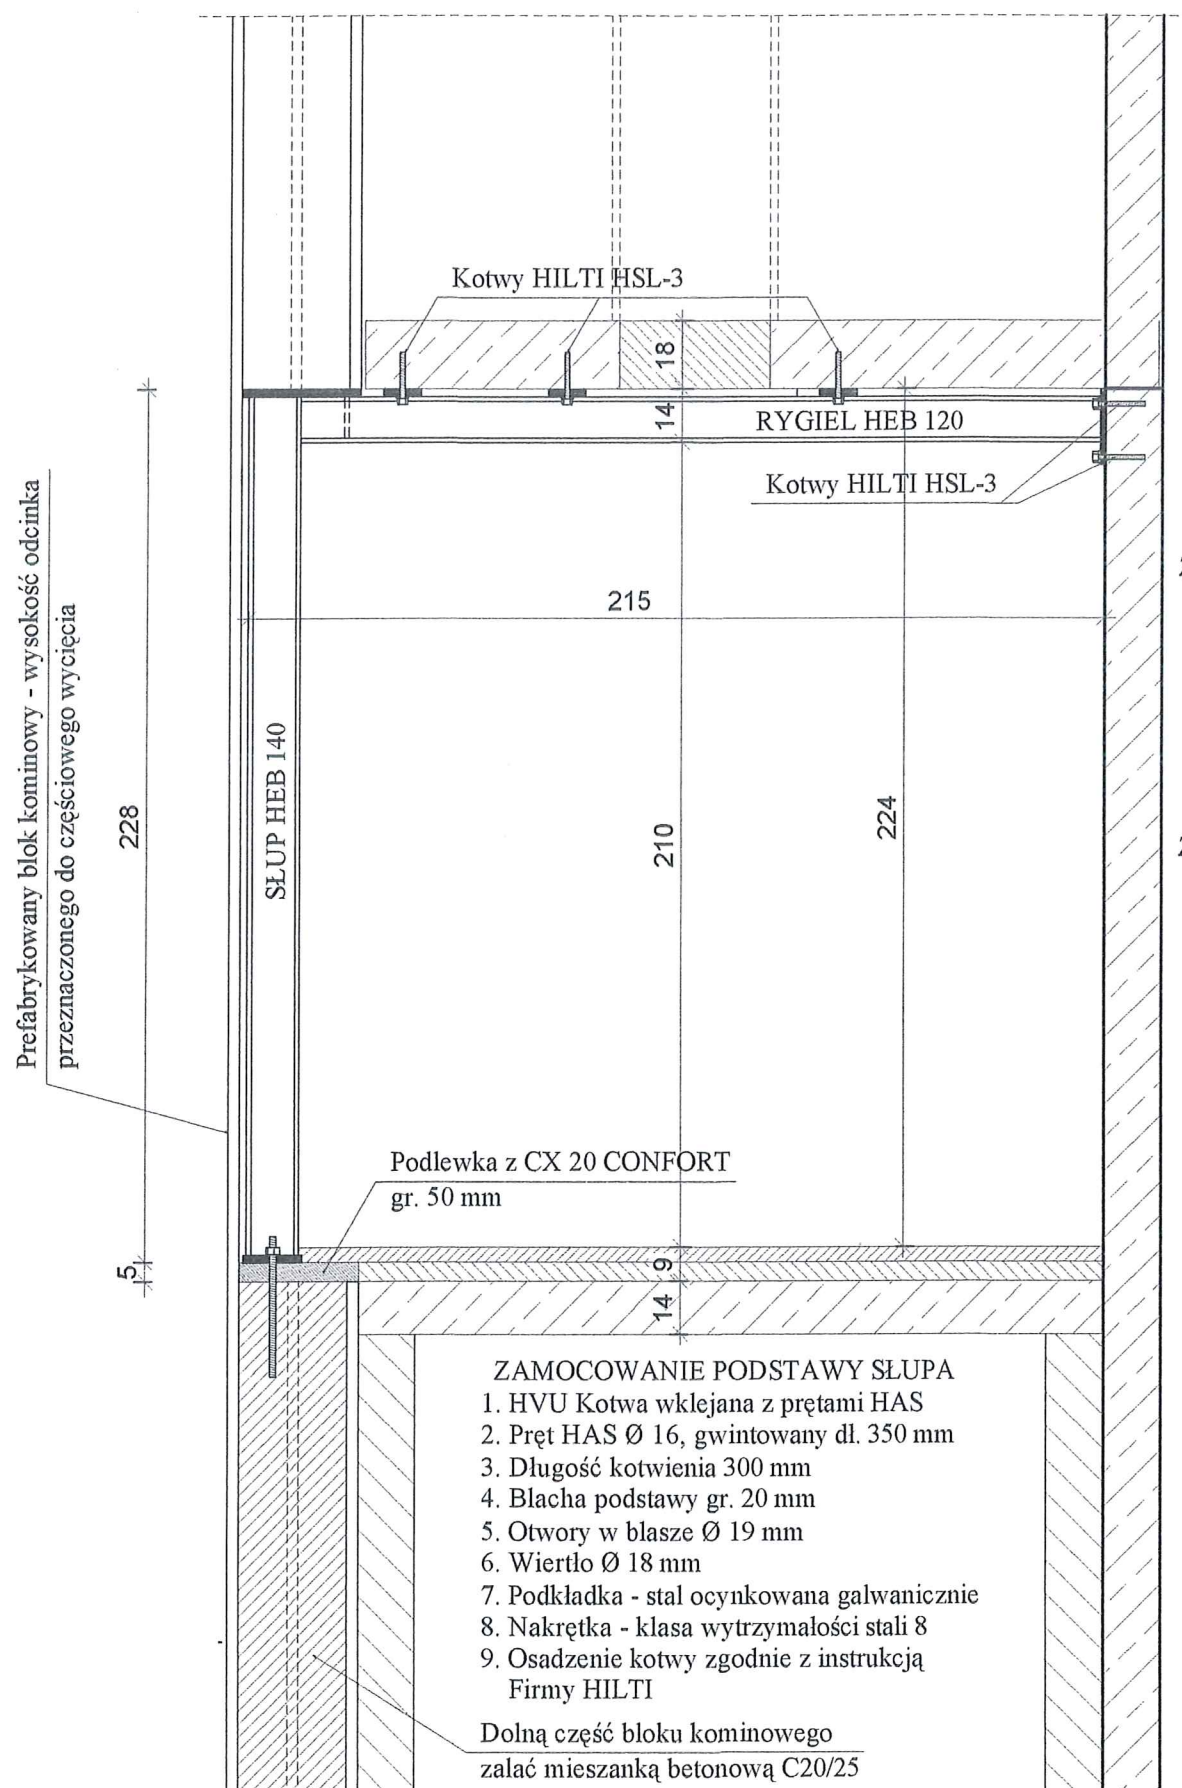 Kotwy HILTI HSL-3
18
14
RYGIEL HEB 120
Kotwy HILTI HSL-3
Prefabrykowany blok kominowy - wysokość odcinka
przeznaczonego do częściowego wycięcia
215
228
SŁUP HEB 140
210
224
Podlewka z CX 20 CONFORT
gr. 50 mm
5
9
14
ZAMOCOWANIE PODSTAWY SŁUPA
1. HVU Kotwa wklejana z prętami HAS
2. Pręt HAS Ø 16, gwintowany dł. 350 mm
3. Długość kotwienia 300 mm
4. Blacha podstawy gr. 20 mm
5. Otwory w blasze Ø 19 mm
6. Wiertło Ø 18 mm
7. Podkładka - stal ocynkowana galwanicznie
8. Nakrętka - klasa wytrzymałości stali 8
9. Osadzenie kotwy zgodnie z instrukcją
Firmy HILTI
Dolną część bloku kominowego
zalać mieszanką betonową C20/25